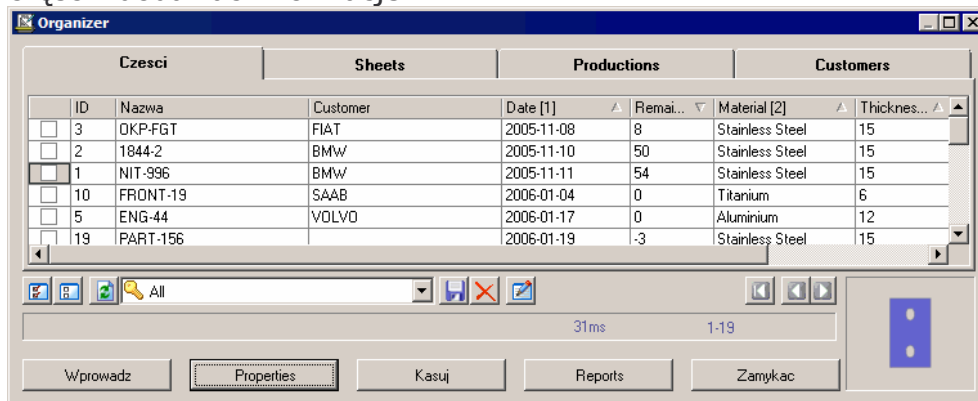 Organizer
Czesci Sheets Productions Customers
ID Nazwa Customer Date [1] Remai... Material [2] Thicknes...
3 OKP-FGT FIAT 2005-11-08 8 Stainless Steel 15
2 1844-2 BMW 2005-11-10 50 Stainless Steel 15
1 NIT-996 BMW 2005-11-11 54 Stainless Steel 15
10 FRONT-19 SAAB 2006-01-04 0 Titanium 6
5 ENG-44 VOLVO 2006-01-17 0 Aluminium 12
19 PART-156 2006-01-19 -3 Stainless Steel 15
All
31ms 1-19
Wprowadz Properties Kasuj Reports Zamykac